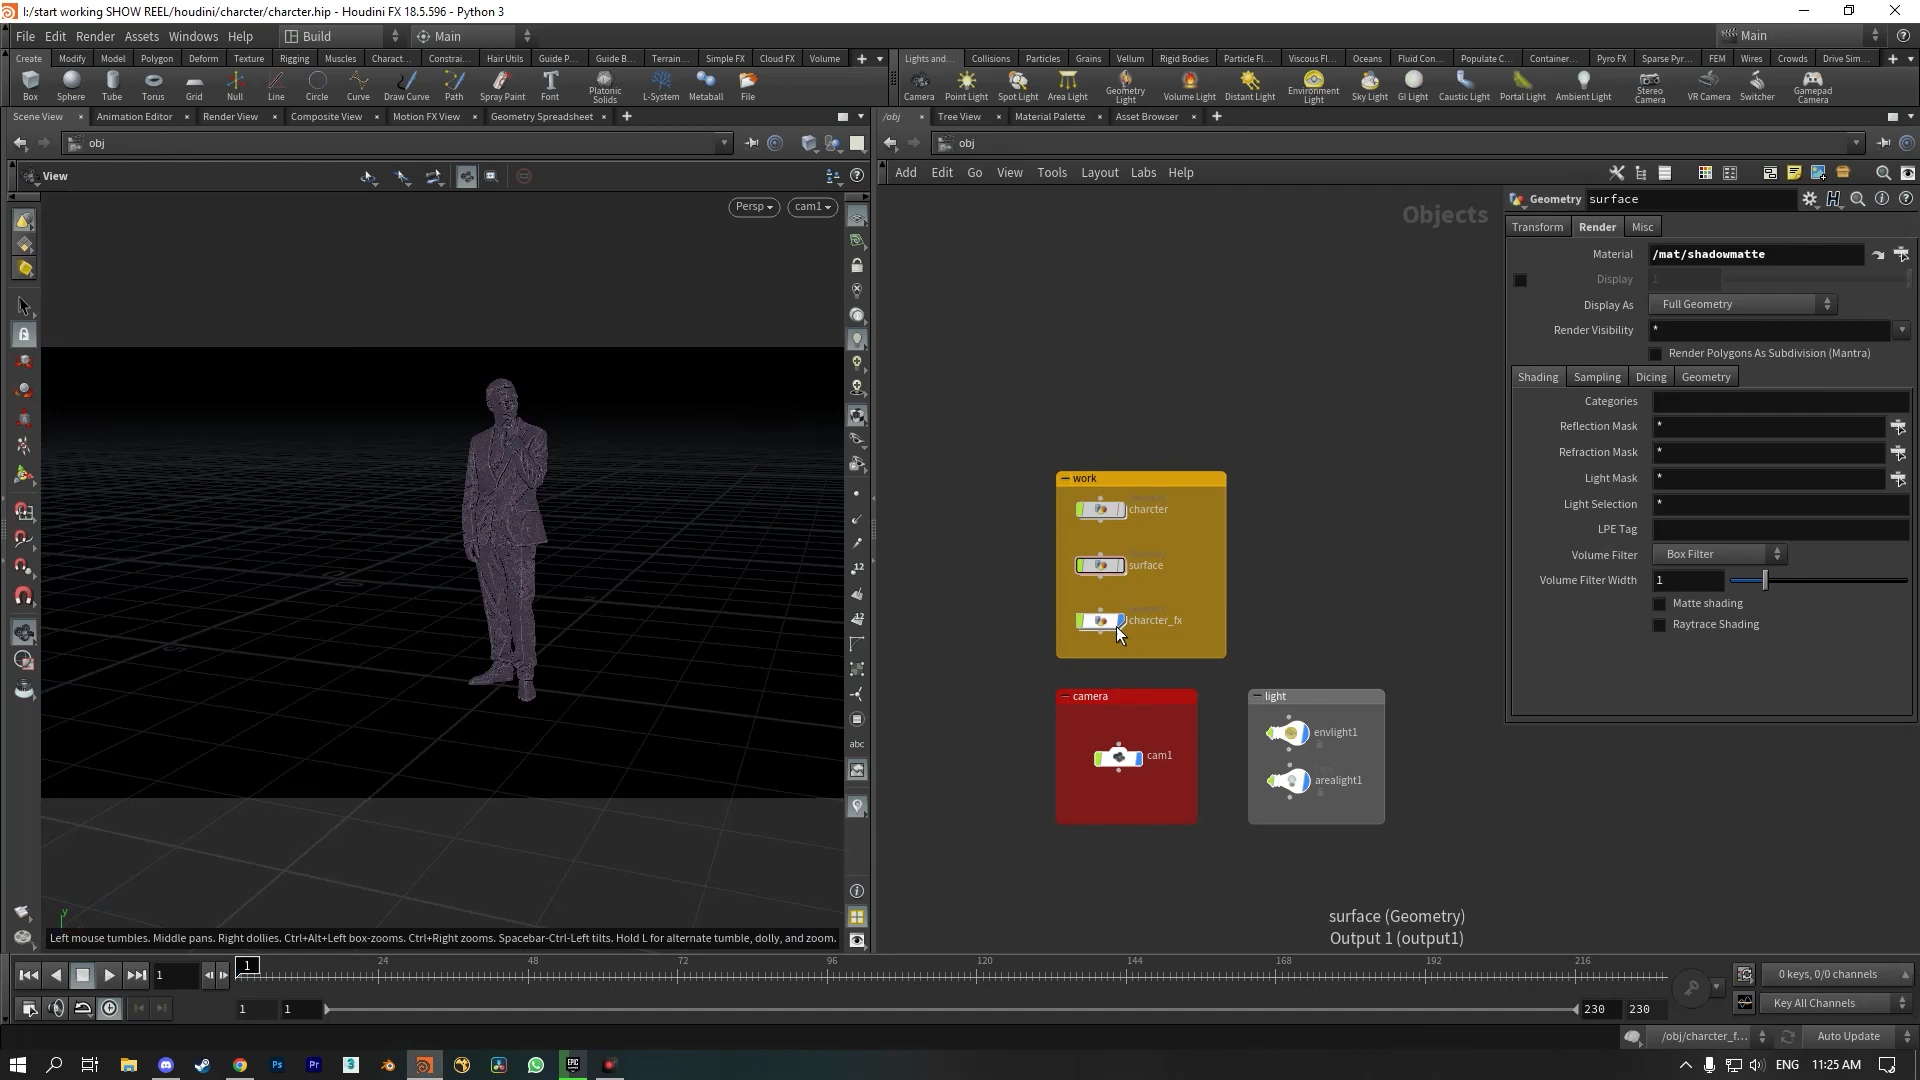 I:/start working SHOW REEL/houdini/charcter/charcter.hip - Houdini FX 18.5.596 - Python 3
File Edit Render Assets Windows Help Build Main Main
Create Modify Model Polygon Deform Texture Rigging Muscles Charact... Constrai... Hair Utils Guide P... Guide B... Terrain... Simple FX Cloud FX Volume
Lights and... Collisions Particles Grains Vellum Rigid Bodies Particle Fl... Viscous Fl... Oceans Fluid Con... Populate C... Container... Pyro FX Sparse Pyr... FEM Wires Crowds Drive Sim...
Box Sphere Tube Torus Grid Null Line Circle Curve Draw Curve Path Spray Paint Font Platonic Solids L-System Metaball File
Camera Point Light Spot Light Area Light Geometry Light Volume Light Distant Light Environment Light Sky Light GI Light Caustic Light Portal Light Ambient Light Stereo Camera VR Camera Switcher Gamepad Camera
Scene View Animation Editor Render View Composite View Motion FX View Geometry Spreadsheet
/obj Tree View Material Palette Asset Browser
obj
obj
View
Add Edit Go View Tools Layout Labs Help
Persp cam1
Objects
Geometry surface
Transform Render Misc
Material /mat/shadowmatte
Display 1
Display As Full Geometry
Render Visibility *
Render Polygons As Subdivision (Mantra)
Shading Sampling Dicing Geometry
Categories
Reflection Mask *
Refraction Mask *
Light Mask *
Light Selection *
LPE Tag
Volume Filter Box Filter
Volume Filter Width 1
Matte shading
Raytrace Shading
work
charcter
surface
charcter_fx
camera
cam1
light
envlight1
arealight1
12
12
abc
y
surface (Geometry)
Output 1 (output1)
Left mouse tumbles. Middle pans. Right dollies. Ctrl+Alt+Left box-zooms. Ctrl+Right zooms. Spacebar-Ctrl-Left tilts. Hold L for alternate tumble, dolly, and zoom.
1 1 24 48 72 96 120 144 168 192 216
0 keys, 0/0 channels
1 1 230 230
Key All Channels
/obj/charcter_f... Auto Update
Ps Pr 3 EPIC ENG 11:25 AM